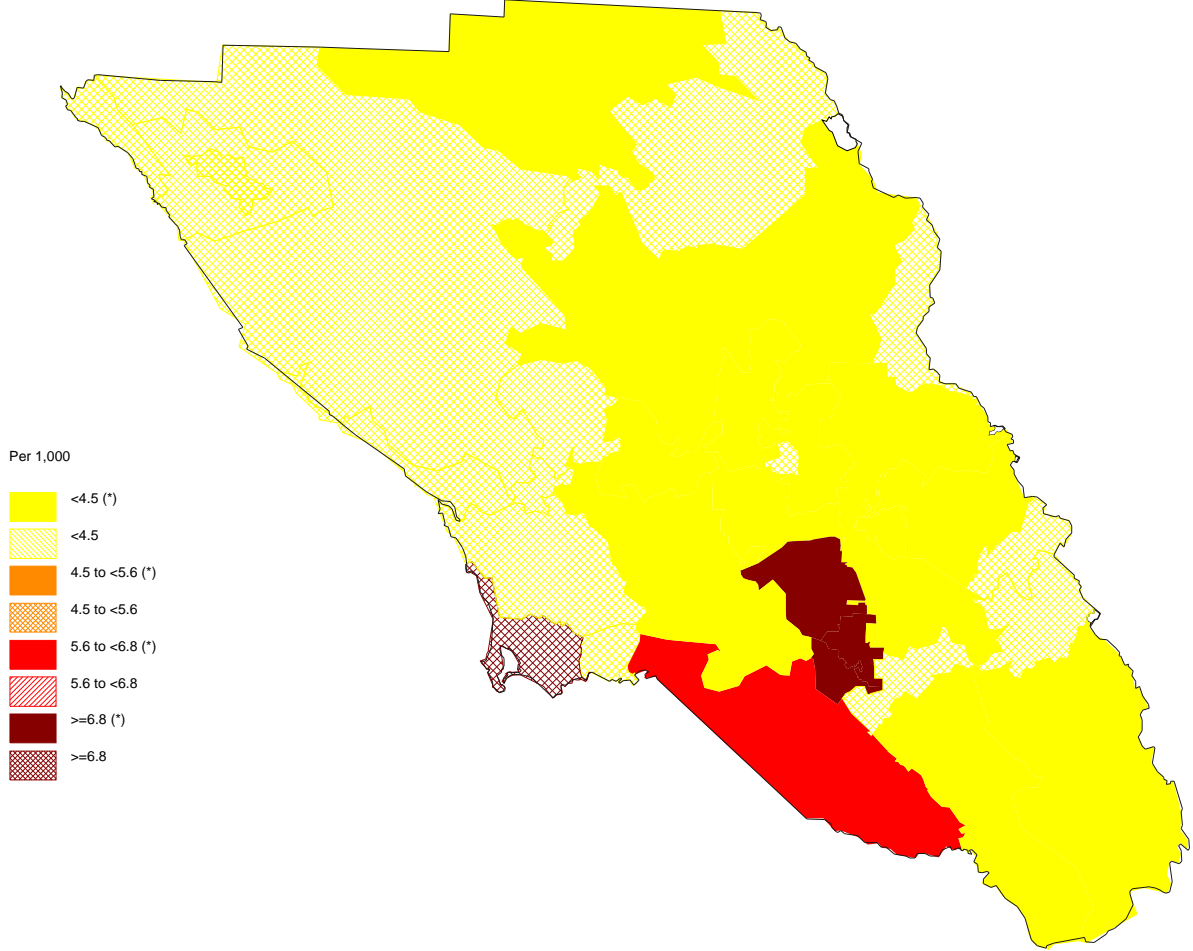 Per 1,000
<4.5 (*)
<4.5
4.5 to <5.6 (*)
4.5 to <5.6
5.6 to <6.8 (*)
5.6 to <6.8
>=6.8 (*)
>=6.8